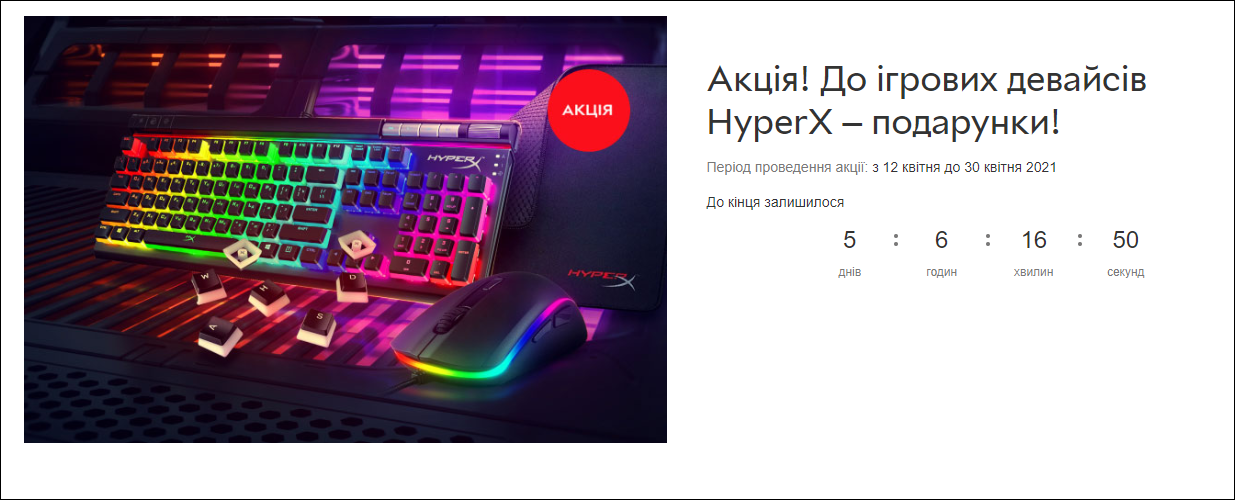 АКЦІЯ
HYPERX
HYPERX
W
H
A
S
Акція! До ігрових девайсів
HyperX – подарунки!
Період проведення акції: з 12 квітня до 30 квітня 2021
До кінця залишилося
5 : 6 : 16 : 50
днів годин хвилин секунд